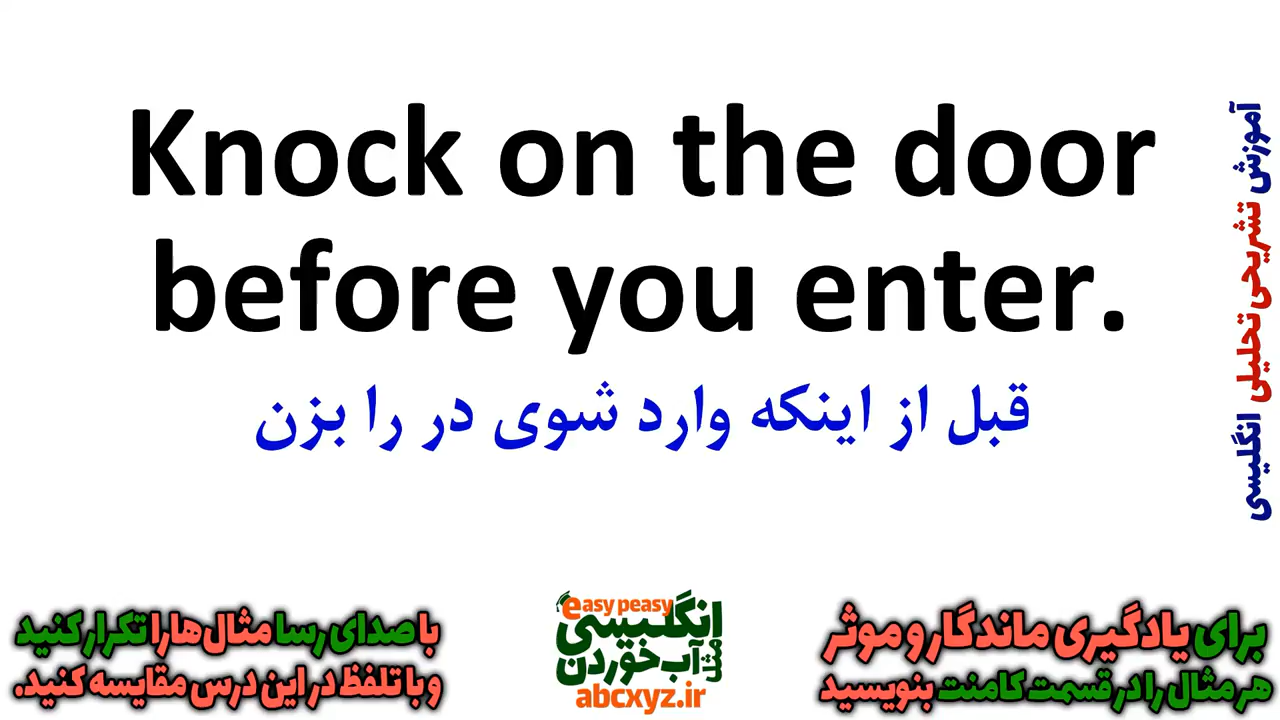 Knock on the door
before you enter.
قبل از اینکه وارد شوی در را بزن
آموزش تشریحی تحلیلی انگلیسی
برای یادگیری ماندگار و موثر
هر مثال را در قسمت کامنت بنویسید
easy peasy
انگلیسی
مثل
آب خوردن
abcxyz.ir
با صدای رسا مثال‌ها را تکرار کنید
و با تلفظ در این درس مقایسه کنید.